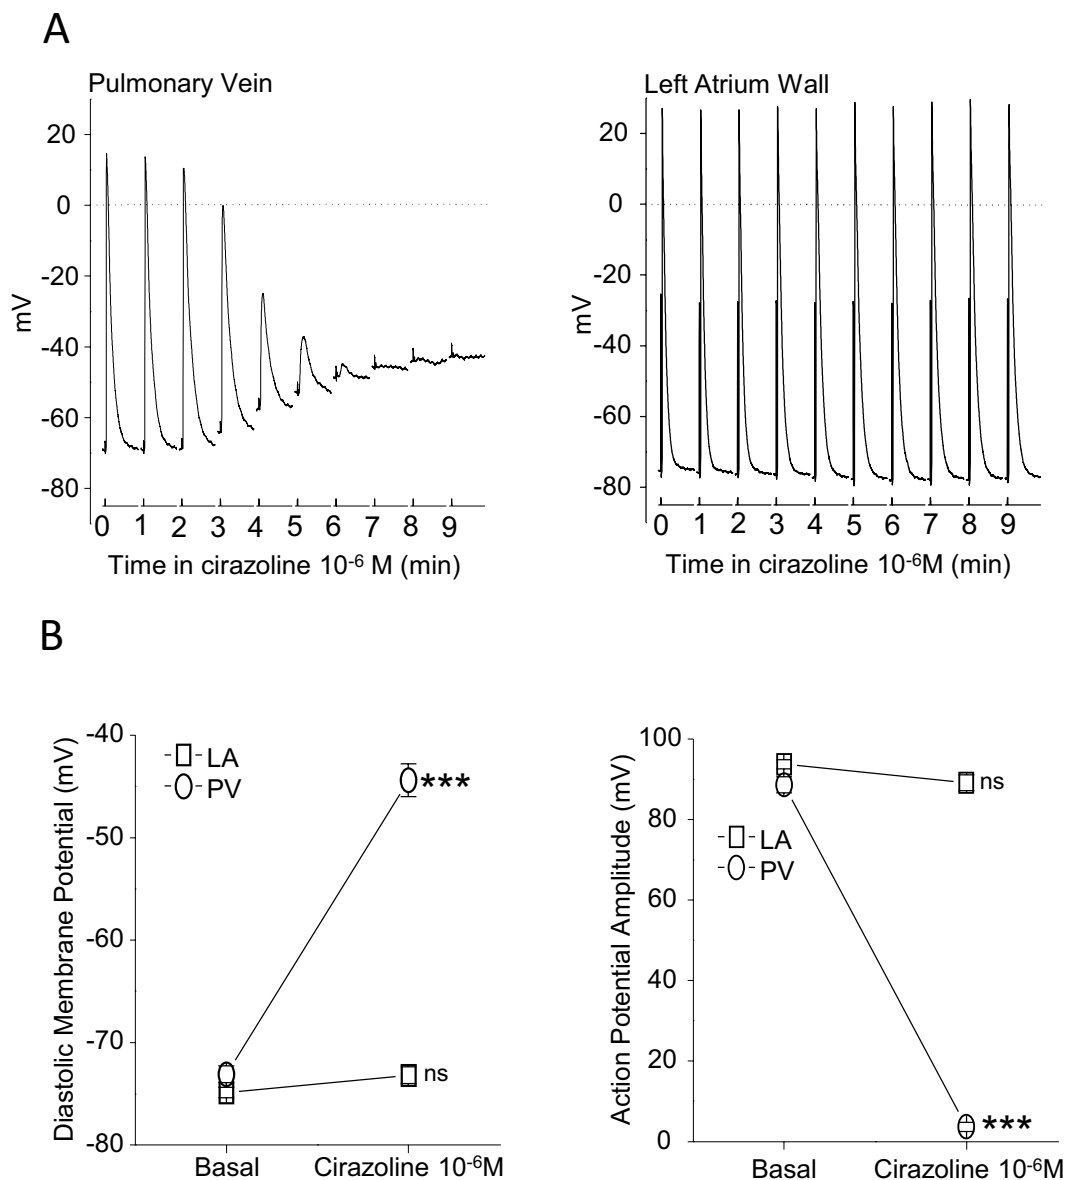 A
Pulmonary Vein
20
0
-20
-40
-60
-80
mV
0 1 2 3 4 5 6 7 8 9
Time in cirazoline 10-6 M (min)
Left Atrium Wall
20
0
-20
-40
-60
-80
mV
0 1 2 3 4 5 6 7 8 9
Time in cirazoline 10-6M (min)
B
Diastolic Membrane Potential (mV)
-40
-50
-60
-70
-80
LA
PV
***
ns
Basal Cirazoline 10-6M
Action Potential Amplitude (mV)
100
80
60
40
20
0
LA
PV
ns
***
Basal Cirazoline 10-6M